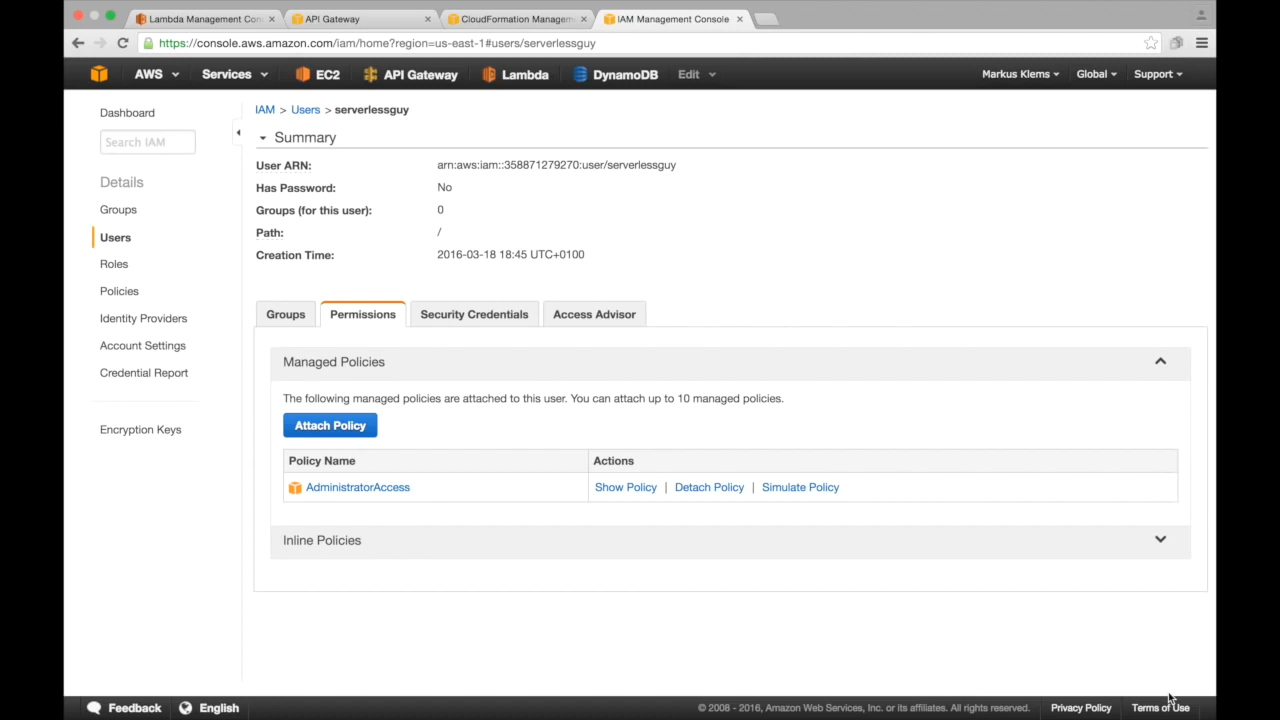 Lambda Management Con
API Gateway
CloudFormation Managem
IAM Management Console
https://console.aws.amazon.com/iam/home?region=us-east-1#users/serverlessguy
AWS Services EC2 API Gateway Lambda DynamoDB Edit Markus Klems Global Support
Dashboard
Search IAM
Details
Groups
Users
Roles
Policies
Identity Providers
Account Settings
Credential Report
Encryption Keys
IAM > Users > serverlessguy
Summary
User ARN: arn:aws:iam::358871279270:user/serverlessguy
Has Password: No
Groups (for this user): 0
Path: /
Creation Time: 2016-03-18 18:45 UTC+0100
Groups Permissions Security Credentials Access Advisor
Managed Policies
The following managed policies are attached to this user. You can attach up to 10 managed policies.
Attach Policy
Policy Name Actions
AdministratorAccess Show Policy | Detach Policy | Simulate Policy
Inline Policies
Feedback English © 2008 - 2016, Amazon Web Services, Inc. or its affiliates. All rights reserved. Privacy Policy Terms of Use